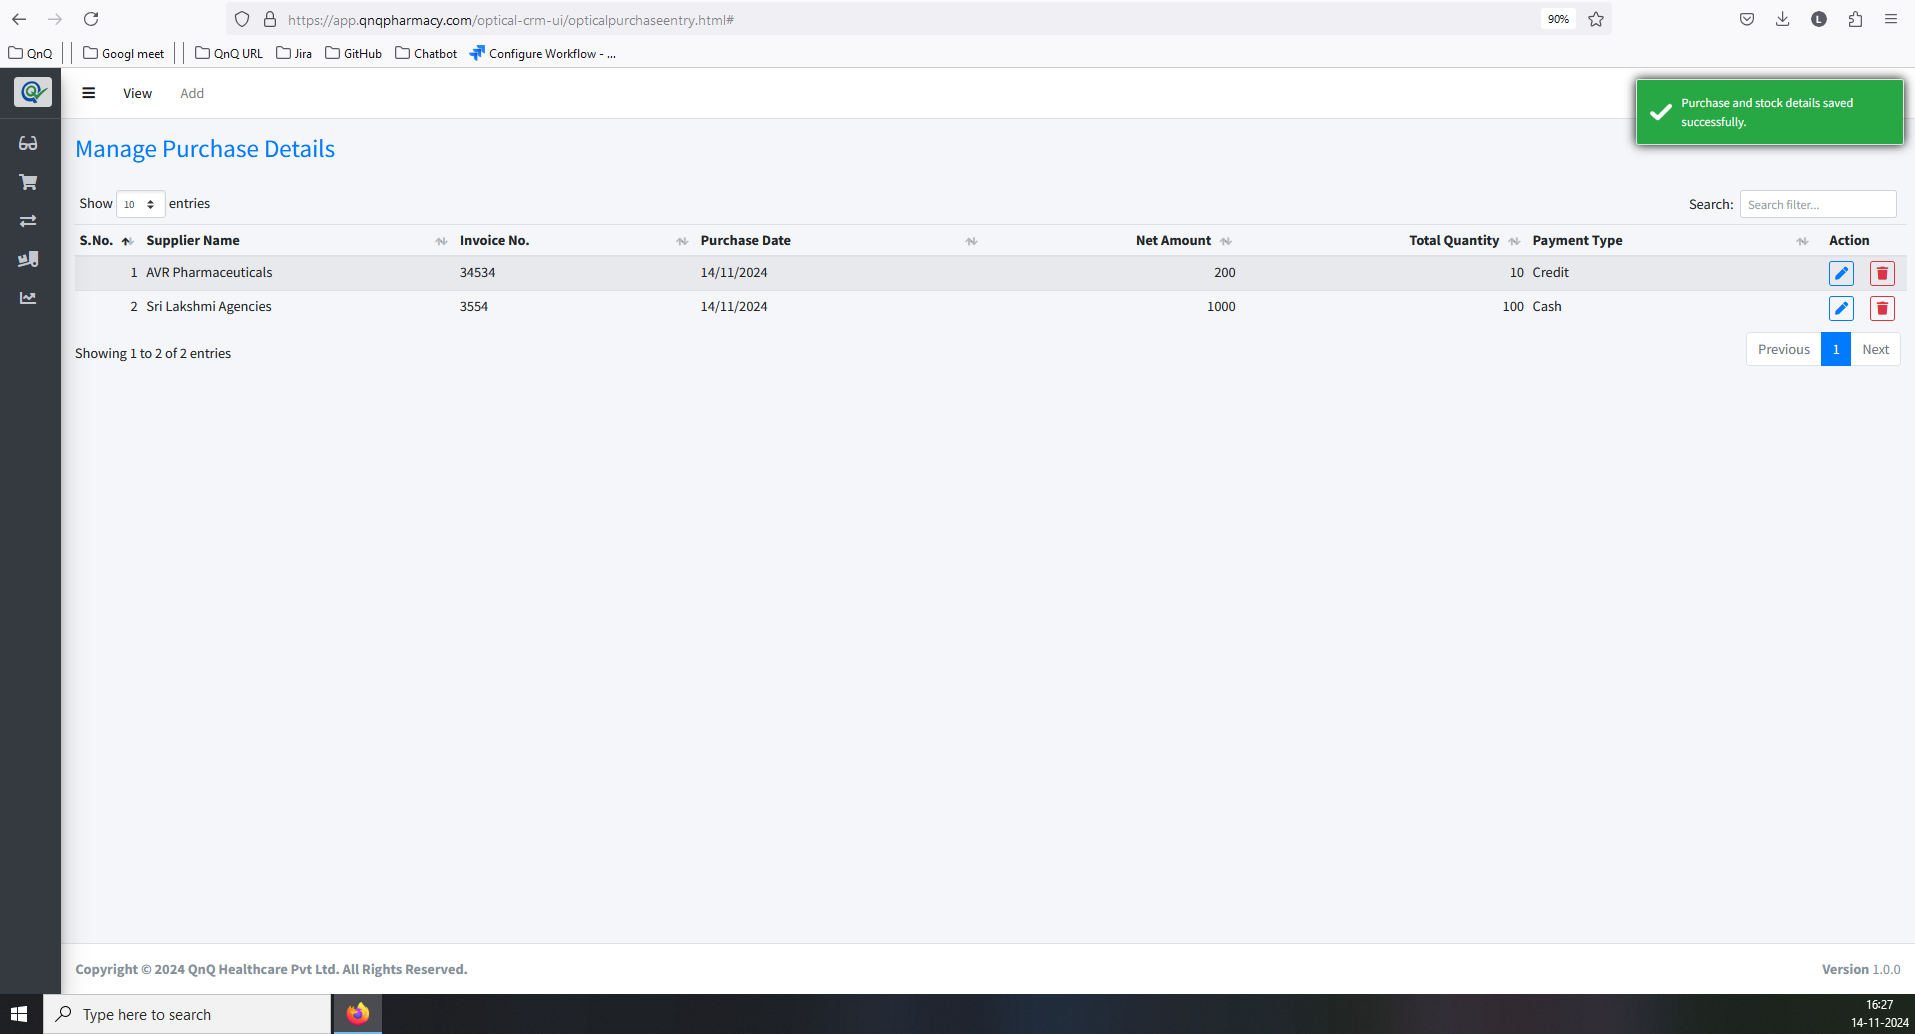 https://app.qnqpharmacy.com/optical-crm-ui/opticalpurchaseentry.html#
90%
L
QnQ
Googl meet
QnQ URL
Jira
GitHub
Chatbot
Configure Workflow - ...
View
Add
Purchase and stock details saved
successfully.
Manage Purchase Details
Show 10 entries
Search: Search filter...
S.No. Supplier Name Invoice No. Purchase Date Net Amount Total Quantity Payment Type Action
1 AVR Pharmaceuticals 34534 14/11/2024 200 10 Credit
2 Sri Lakshmi Agencies 3554 14/11/2024 1000 100 Cash
Showing 1 to 2 of 2 entries
Previous 1 Next
Copyright © 2024 QnQ Healthcare Pvt Ltd. All Rights Reserved.
Version 1.0.0
Type here to search
16:27
14-11-2024